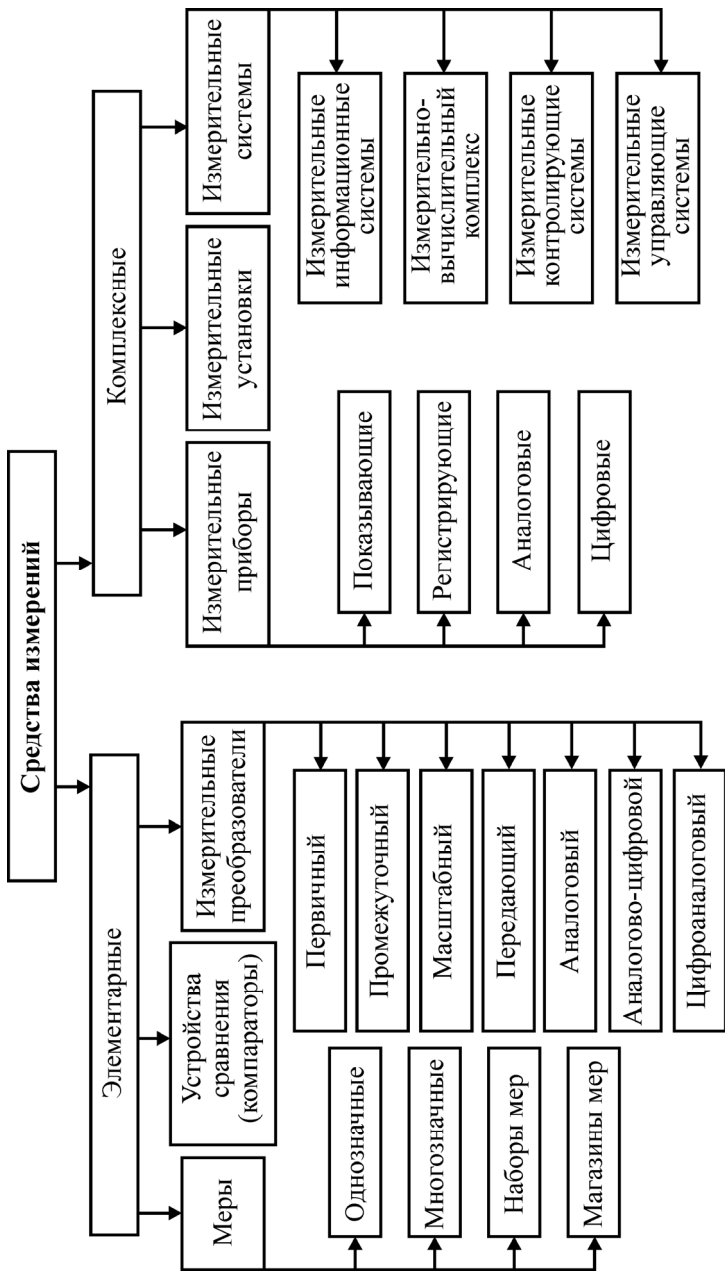 Средства измерений
Элементарные
Комплексные
Меры
Устройства
сравнения
(компараторы)
Измерительные
преобразователи
Измерительные
приборы
Измерительные
установки
Измерительные
системы
Однозначные
Многозначные
Наборы мер
Магазины мер
Первичный
Промежуточный
Масштабный
Передающий
Аналоговый
Аналогово-цифровой
Цифроаналоговый
Показывающие
Регистрирующие
Аналоговые
Цифровые
Измерительные
информационные
системы
Измерительно-
вычислительный
комплекс
Измерительные
контролирующие
системы
Измерительные
управляющие
системы